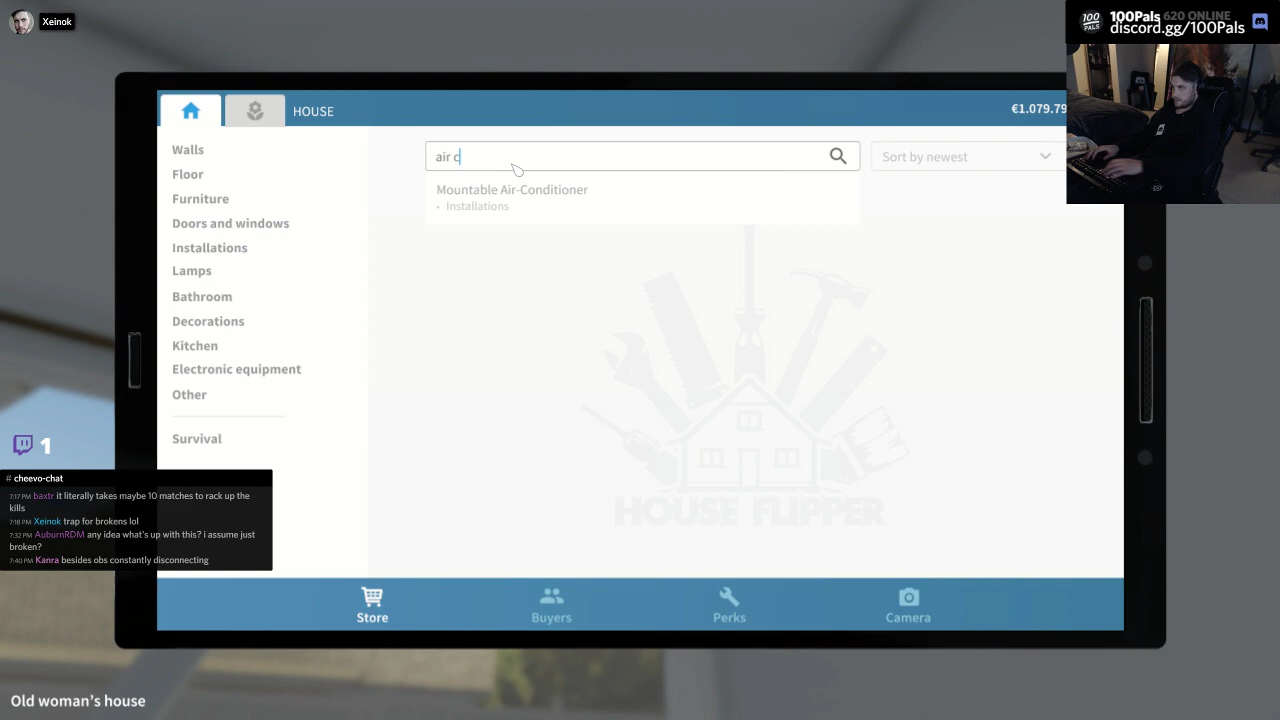 Xeinok
100Pals 620 ONLINE
discord.gg/100Pals
100
PALS
HOUSE
€1.079.79
Walls
Floor
Furniture
Doors and windows
Installations
Lamps
Bathroom
Decorations
Kitchen
Electronic equipment
Other
Survival
air c
Sort by newest
Mountable Air-Conditioner
• Installations
HOUSE FLIPPER
1
# cheevo-chat
7:17 PM baxtr it literally takes maybe 10 matches to rack up the
kills
7:18 PM Xeinok trap for brokens lol
7:32 PM AuburnRDM any idea what's up with this? i assume just
broken?
7:40 PM Kanra besides obs constantly disconnecting
Store
Buyers
Perks
Camera
Old woman's house